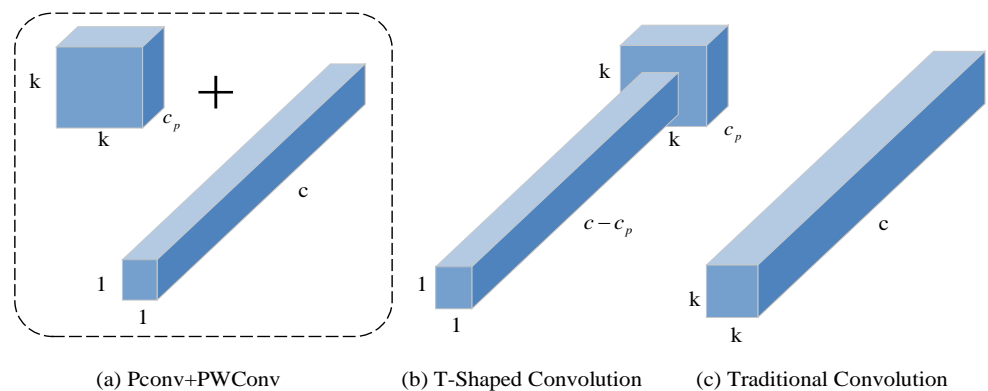 k
+
k
c_p
c
1
1
(a) Pconv+PWConv
k
k
c_p
c − c_p
1
1
(b) T-Shaped Convolution
c
k
k
(c) Traditional Convolution